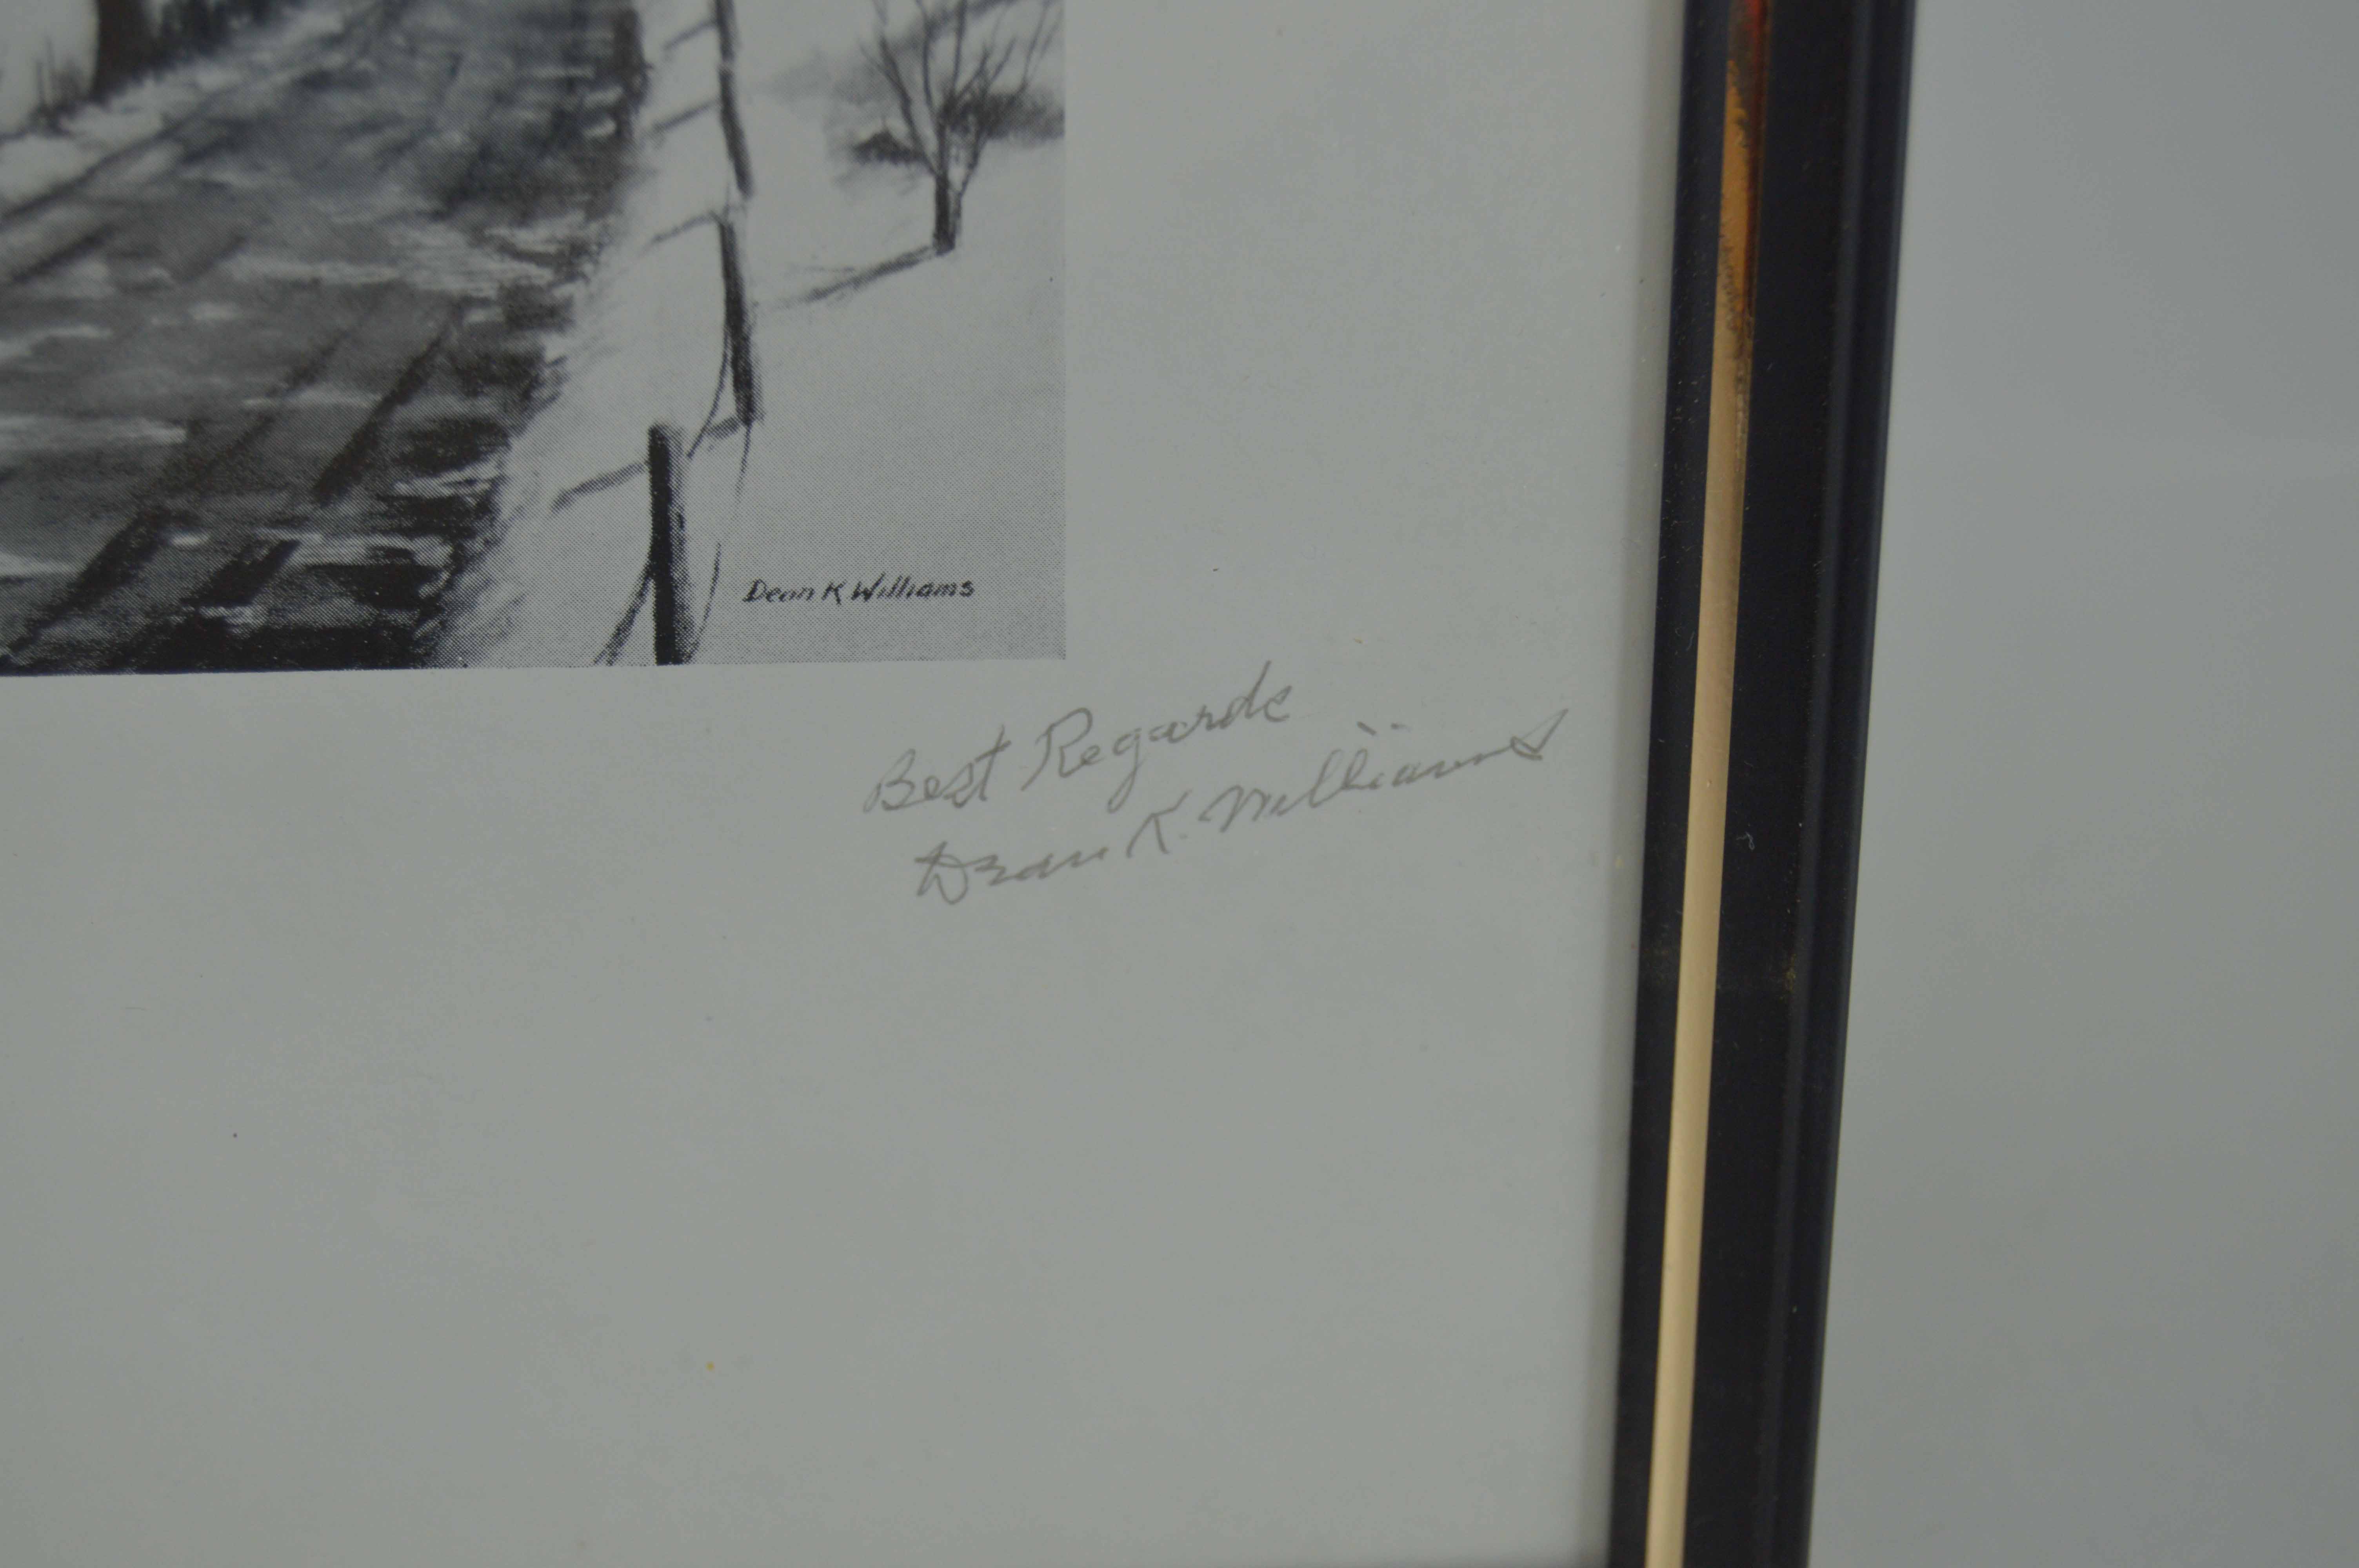 Dean K Williams
Best Regards
Dean K. Williams